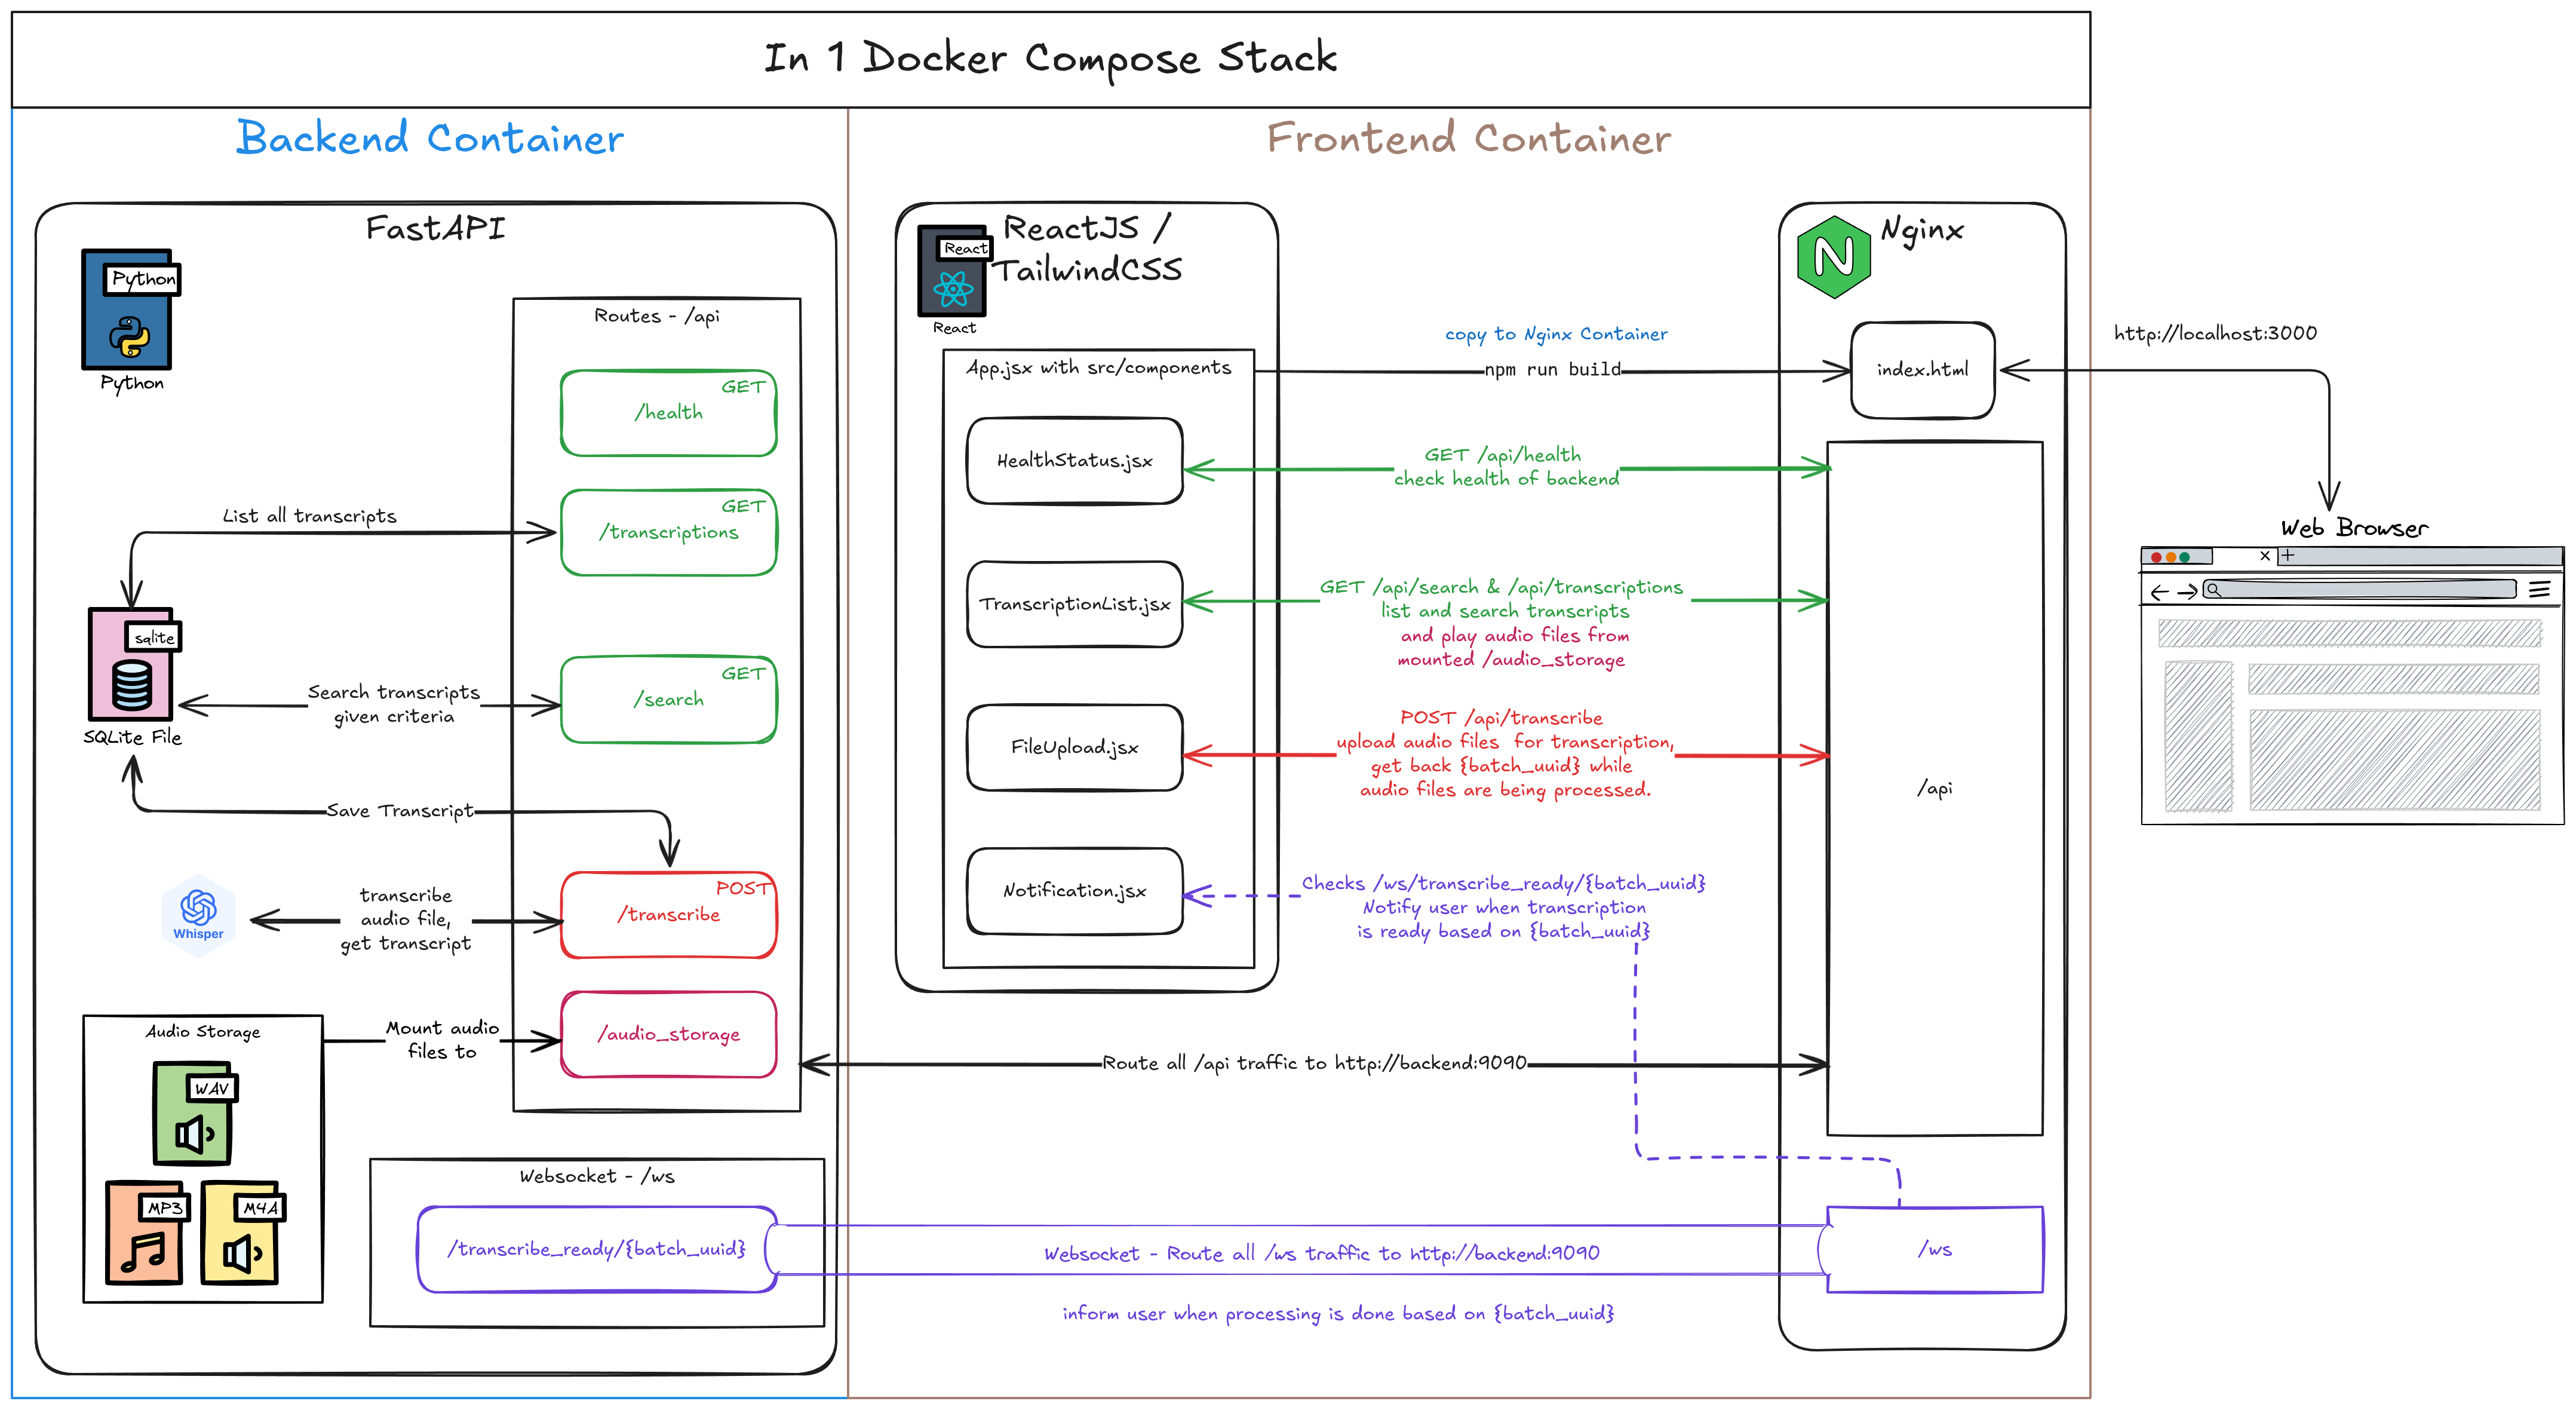 In 1 Docker Compose Stack
Backend Container
FastAPI
Python
Python
Routes - /api
GET
/health
List all transcripts
GET
/transcriptions
sqlite
SQLite File
Search transcripts
given criteria
GET
/search
Save Transcript
Whisper
transcribe
audio file,
get transcript
POST
/transcribe
Audio Storage
WAV
MP3
M4A
Mount audio
files to
/audio_storage
Websocket - /ws
/transcribe_ready/{batch_uuid}
Frontend Container
React
React
ReactJS /
TailwindCSS
App.jsx with src/components
HealthStatus.jsx
TranscriptionList.jsx
FileUpload.jsx
Notification.jsx
copy to Nginx Container
npm run build
GET /api/health
check health of backend
GET /api/search & /api/transcriptions
list and search transcripts
and play audio files from
mounted /audio_storage
POST /api/transcribe
upload audio files  for transcription,
get back {batch_uuid} while
audio files are being processed.
Checks /ws/transcribe_ready/{batch_uuid}
Notify user when transcription
is ready based on {batch_uuid}
Route all /api traffic to http://backend:9090
Websocket - Route all /ws traffic to http://backend:9090
inform user when processing is done based on {batch_uuid}
N
Nginx
index.html
/api
/ws
http://localhost:3000
Web Browser